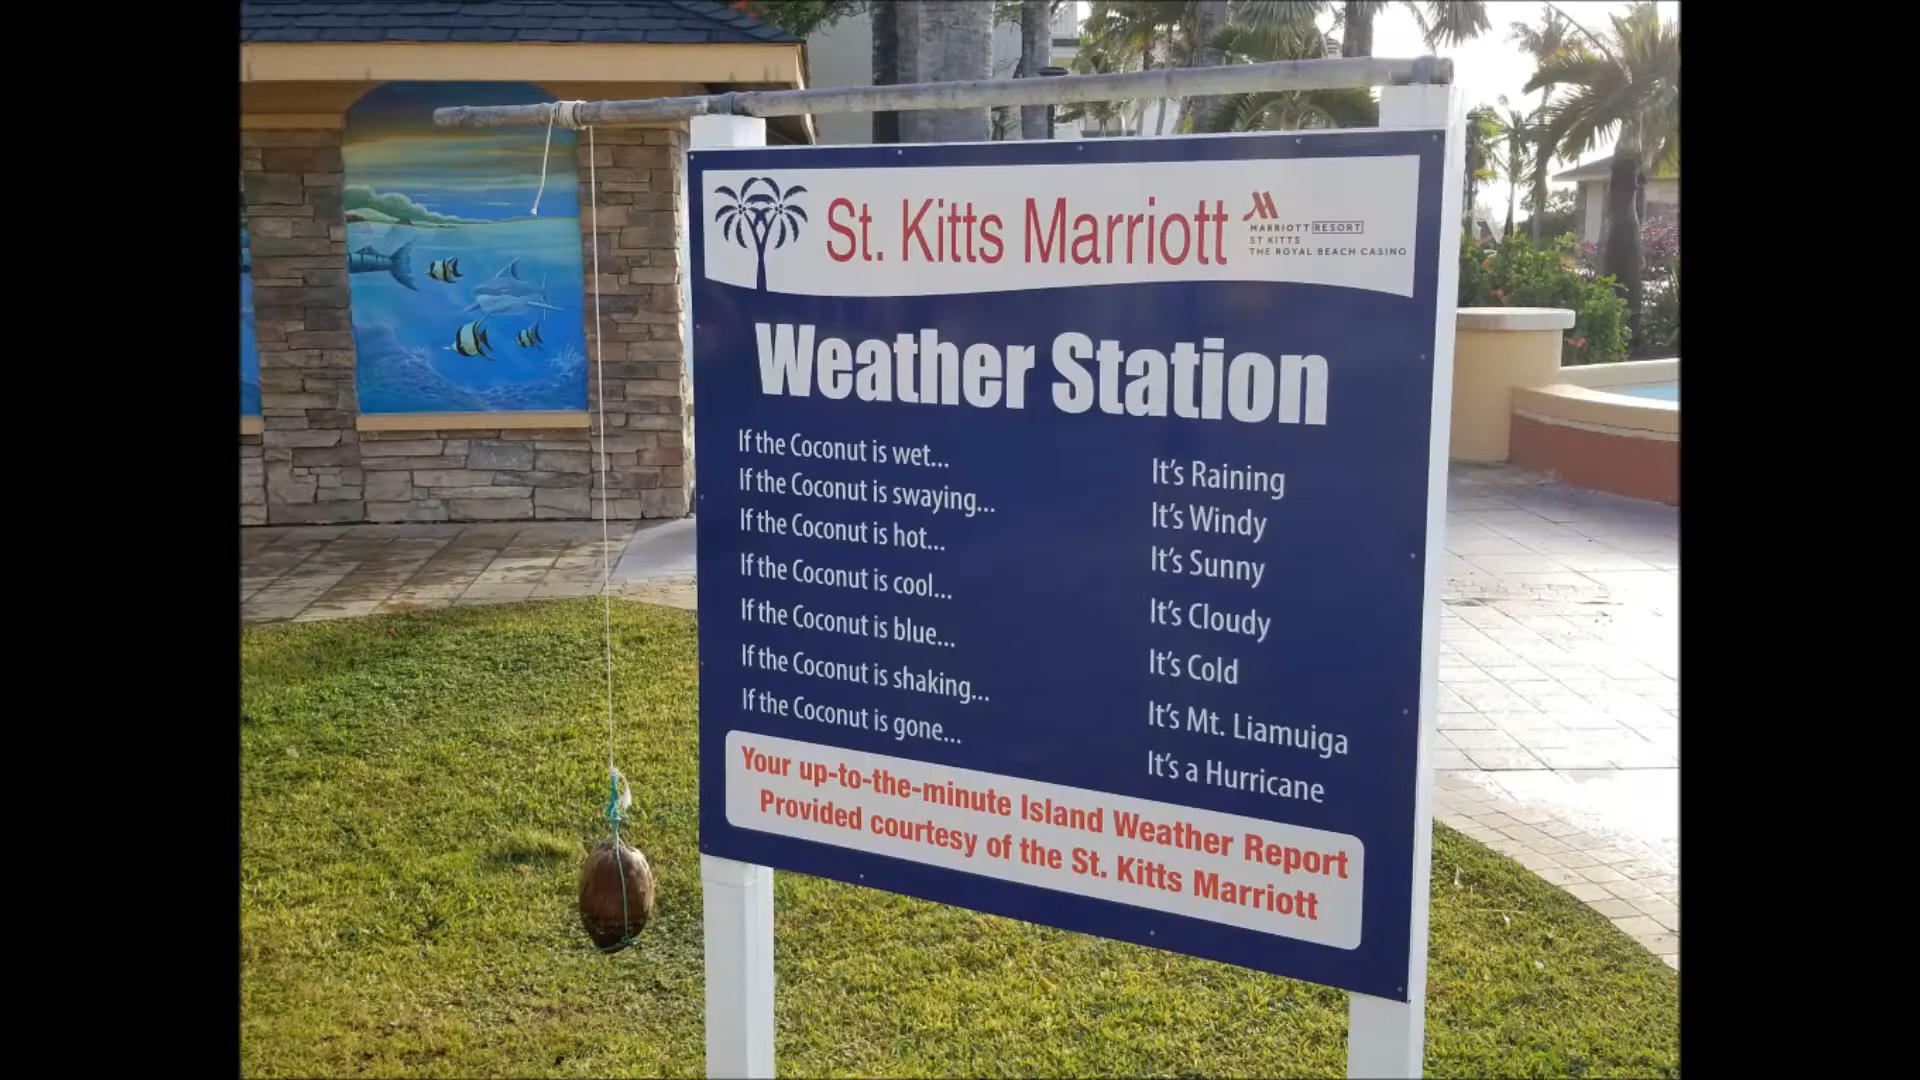 St. Kitts Marriott
MARRIOTT RESORT
ST KITTS
THE ROYAL BEACH CASINO
Weather Station
If the Coconut is wet... It's Raining
If the Coconut is swaying... It's Windy
If the Coconut is hot... It's Sunny
If the Coconut is cool... It's Cloudy
If the Coconut is blue... It's Cold
If the Coconut is shaking... It's Mt. Liamuiga
If the Coconut is gone... It's a Hurricane
Your up-to-the-minute Island Weather Report
Provided courtesy of the St. Kitts Marriott